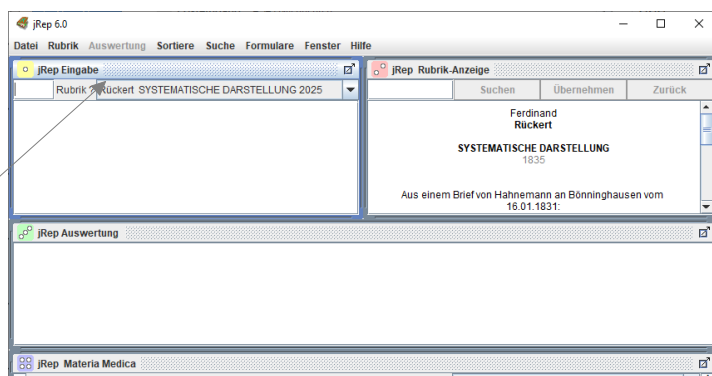 jRep 6.0
Datei Rubrik Auswertung Sortiere Suche Formulare Fenster Hilfe
jRep Eingabe
Rubrik ? Rückert SYSTEMATISCHE DARSTELLUNG 2025
jRep Rubrik-Anzeige
Suchen Übernehmen Zurück
Ferdinand
Rückert
SYSTEMATISCHE DARSTELLUNG
1835
Aus einem Brief von Hahnemann an Bönninghausen vom
16.01.1831:
jRep Auswertung
jRep Materia Medica